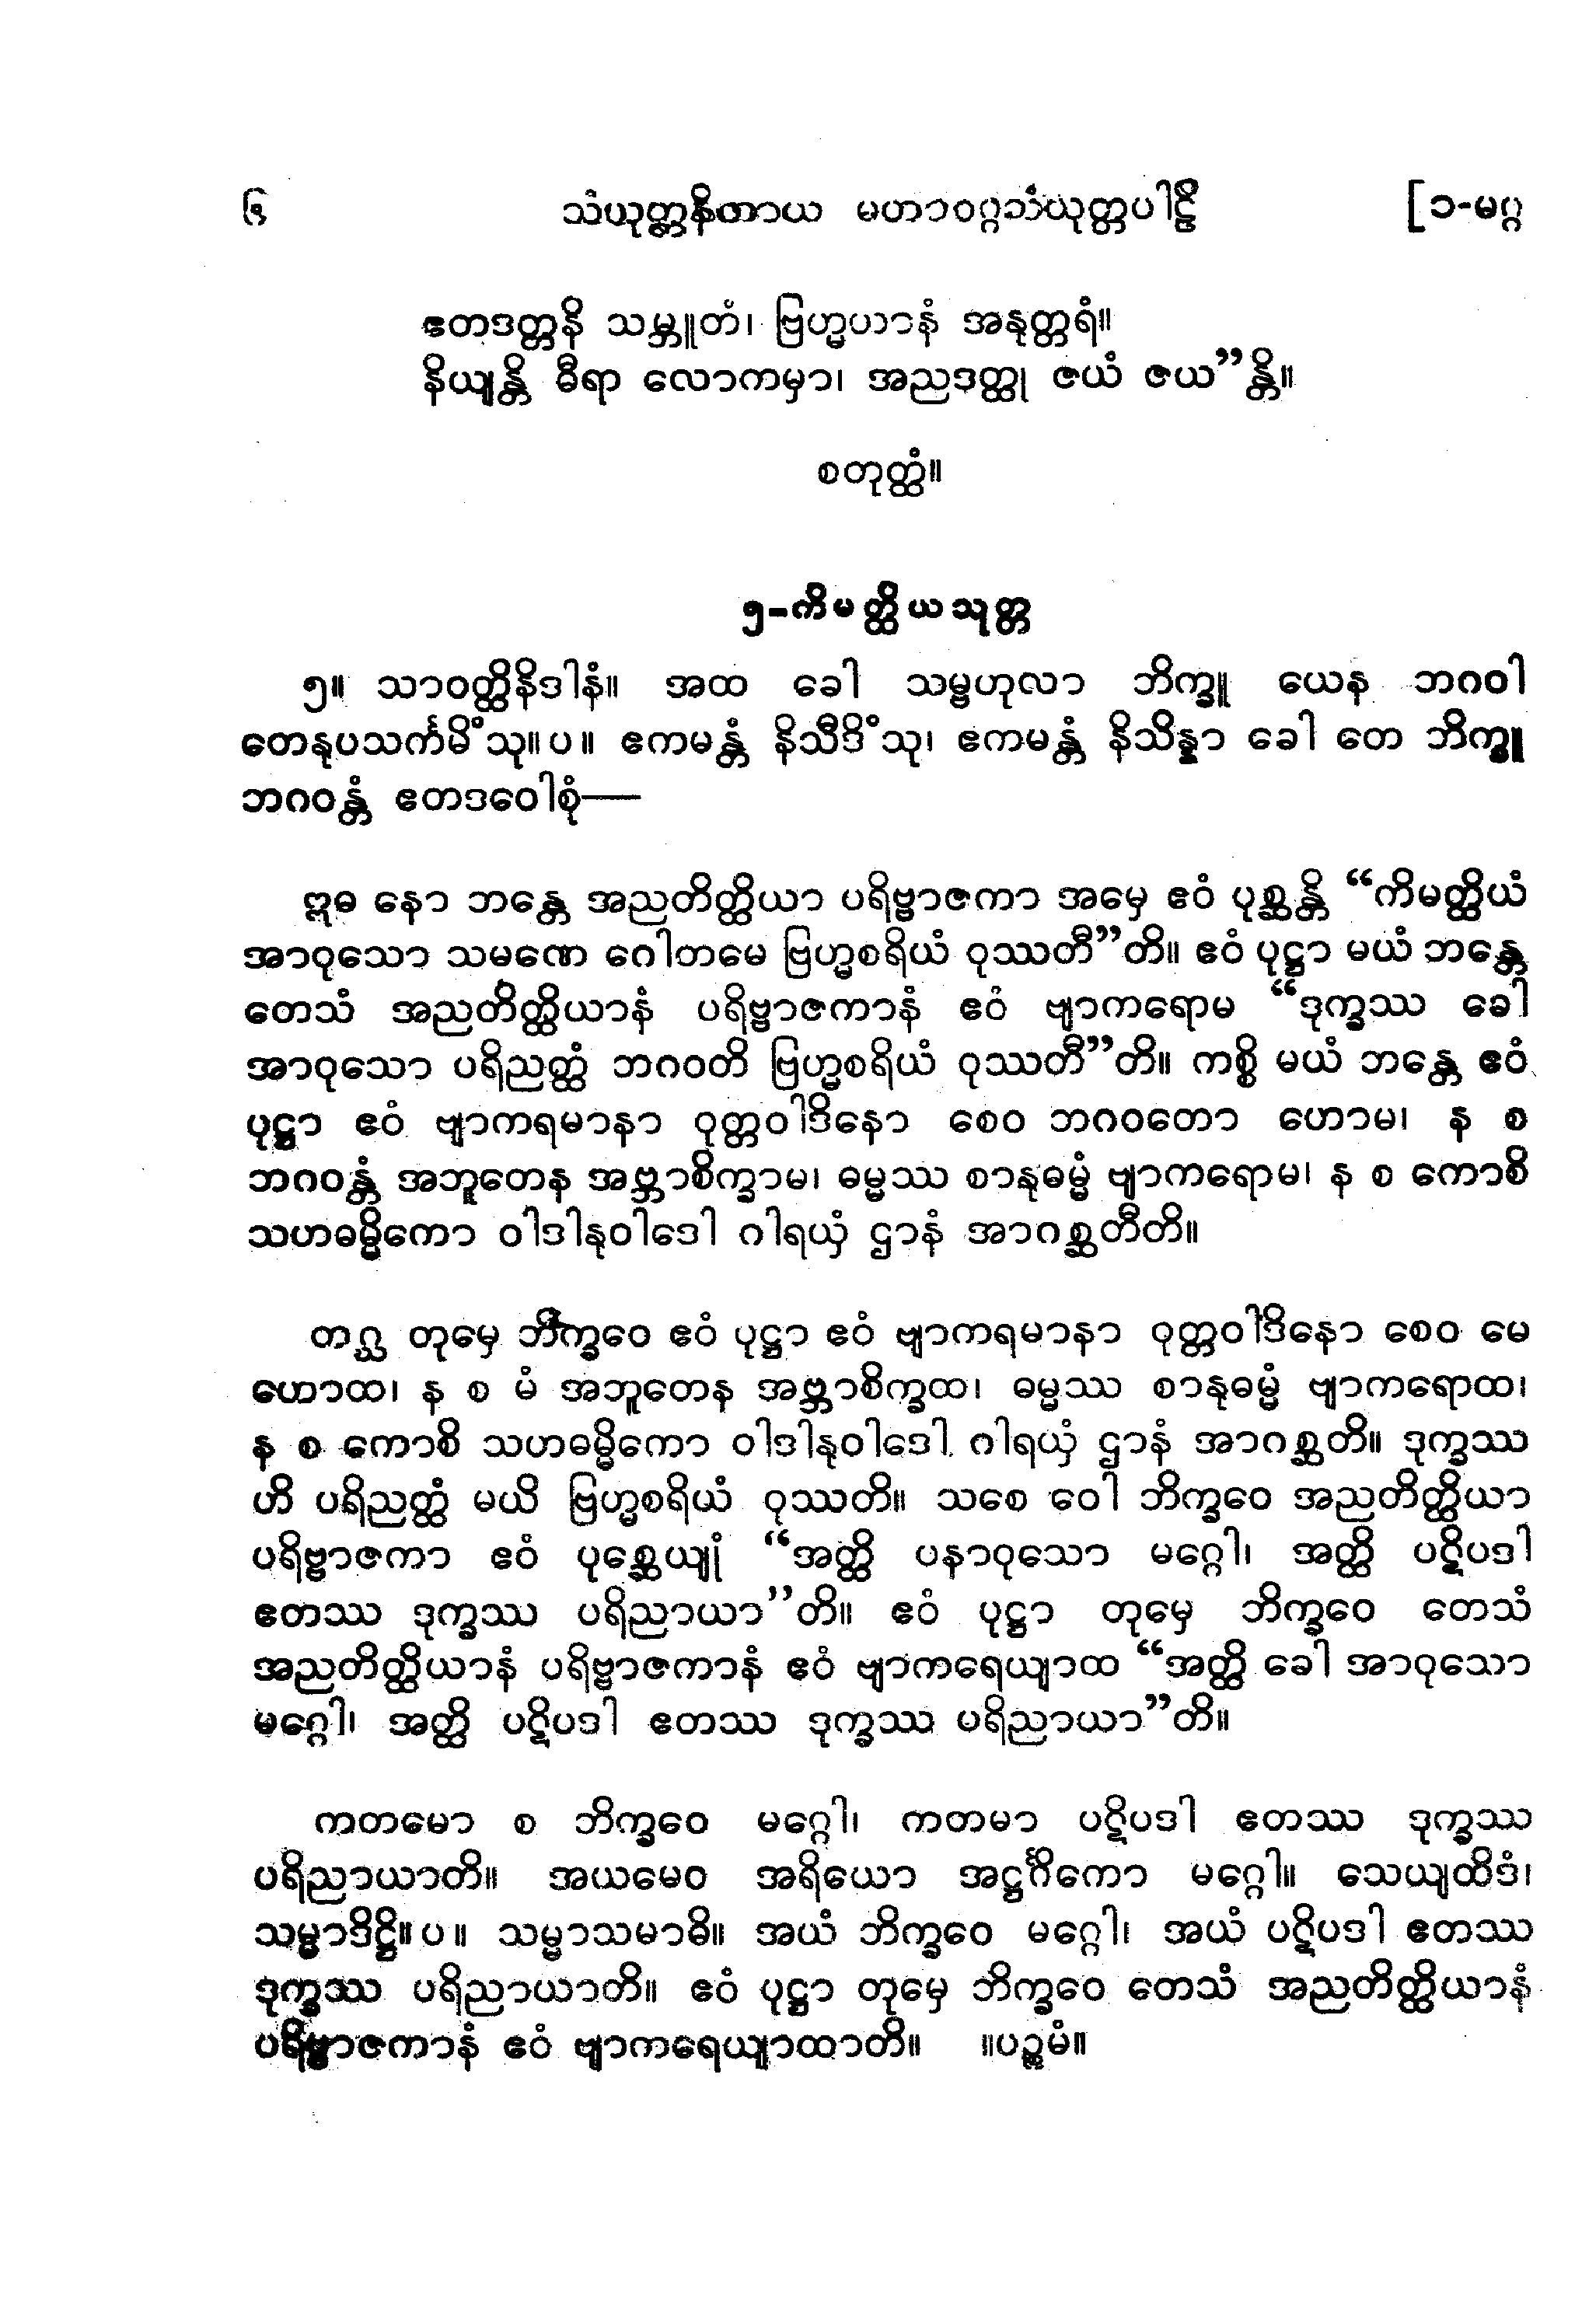 ၆ သံယုတ္တနိကာယ မဟာဝဂ္ဂသံယုတ္တပါဠိ [၁-မဂ္ဂ
ဧတဒတ္တနိ သမ္ဘူတံ၊ ဗြဟ္မယာနံ အနုတ္တရံ။
နိယျန္တိ ဓီရာ လောကမှာ၊ အညဒတ္ထု ဇယံ ဇယ”န္တိ။
စတုတ္ထံ။
၅-ကိမတ္ထိယသုတ္တ
၅။ သာဝတ္ထိနိဒါနံ။ အထ ခေါ သမ္ဗဟုလာ ဘိက္ခူ ယေန ဘဂဝါ
တေနုပသင်္ကမိံသု။ပ။ ဧကမန္တံ နိသီဒိံသု၊ ဧကမန္တံ နိသိန္နာ ခေါ တေ ဘိက္ခူ
ဘဂဝန္တံ ဧတဒဝေါစုံ—
ဣဓ နော ဘန္တေ အညတိတ္ထိယာ ပရိဗ္ဗာဇကာ အမှေ ဧဝံ ပုစ္ဆန္တိ “ကိမတ္ထိယံ
အာဝုသော သမဏေ ဂေါတမေ ဗြဟ္မစရိယံ ဝုဿတီ”တိ။ ဧဝံ ပုဋ္ဌာ မယံ ဘန္တေ
တေသံ အညတိတ္ထိယာနံ ပရိဗ္ဗာဇကာနံ ဧဝံ ဗျာကရောမ “ဒုက္ခဿ ခေါ
အာဝုသော ပရိညတ္ထံ ဘဂဝတိ ဗြဟ္မစရိယံ ဝုဿတီ”တိ။ ကစ္စိ မယံ ဘန္တေ ဧဝံ
ပုဋ္ဌာ ဧဝံ ဗျာကရမာနာ ဝုတ္တဝါဒိနော စေဝ ဘဂဝတော ဟောမ၊ န စ
ဘဂဝန္တံ အဘူတေန အဗ္ဘာစိက္ခာမ၊ ဓမ္မဿ စာနုဓမ္မံ ဗျာကရောမ၊ န စ ကောစိ
သဟဓမ္မိကော ဝါဒါနုဝါဒေါ ဂါရယှံ ဌာနံ အာဂစ္ဆတီတိ။
တဂ္ဃ တုမှေ ဘိက္ခဝေ ဧဝံ ပုဋ္ဌာ ဧဝံ ဗျာကရမာနာ ဝုတ္တဝါဒိနော စေဝ မေ
ဟောထ၊ န စ မံ အဘူတေန အဗ္ဘာစိက္ခထ၊ ဓမ္မဿ စာနုဓမ္မံ ဗျာကရောထ၊
န စ ကောစိ သဟဓမ္မိကော ဝါဒါနုဝါဒေါ ဂါရယှံ ဌာနံ အာဂစ္ဆတိ။ ဒုက္ခဿ
ဟိ ပရိညတ္ထံ မယိ ဗြဟ္မစရိယံ ဝုဿတိ။ သစေ ဝေါ ဘိက္ခဝေ အညတိတ္ထိယာ
ပရိဗ္ဗာဇကာ ဧဝံ ပုစ္ဆေယျုံ “အတ္ထိ ပနာဝုသော မဂ္ဂေါ၊ အတ္ထိ ပဋိပဒါ
ဧတဿ ဒုက္ခဿ ပရိညာယာ”တိ။ ဧဝံ ပုဋ္ဌာ တုမှေ ဘိက္ခဝေ တေသံ
အညတိတ္ထိယာနံ ပရိဗ္ဗာဇကာနံ ဧဝံ ဗျာကရေယျာထ “အတ္ထိ ခေါ အာဝုသော
မဂ္ဂေါ၊ အတ္ထိ ပဋိပဒါ ဧတဿ ဒုက္ခဿ ပရိညာယာ”တိ။
ကတမော စ ဘိက္ခဝေ မဂ္ဂေါ၊ ကတမာ ပဋိပဒါ ဧတဿ ဒုက္ခဿ
ပရိညာယာတိ။ အယမေဝ အရိယော အဋ္ဌင်္ဂိကော မဂ္ဂေါ။ သေယျထိဒံ၊
သမ္မာဒိဋ္ဌိ။ပ။ သမ္မာသမာဓိ။ အယံ ဘိက္ခဝေ မဂ္ဂေါ၊ အယံ ပဋိပဒါ ဧတဿ
ဒုက္ခဿ ပရိညာယာတိ။ ဧဝံ ပုဋ္ဌာ တုမှေ ဘိက္ခဝေ တေသံ အညတိတ္ထိယာနံ
ပရိဗ္ဗာဇကာနံ ဧဝံ ဗျာကရေယျာထာတိ။ ။ပဉ္စမံ။